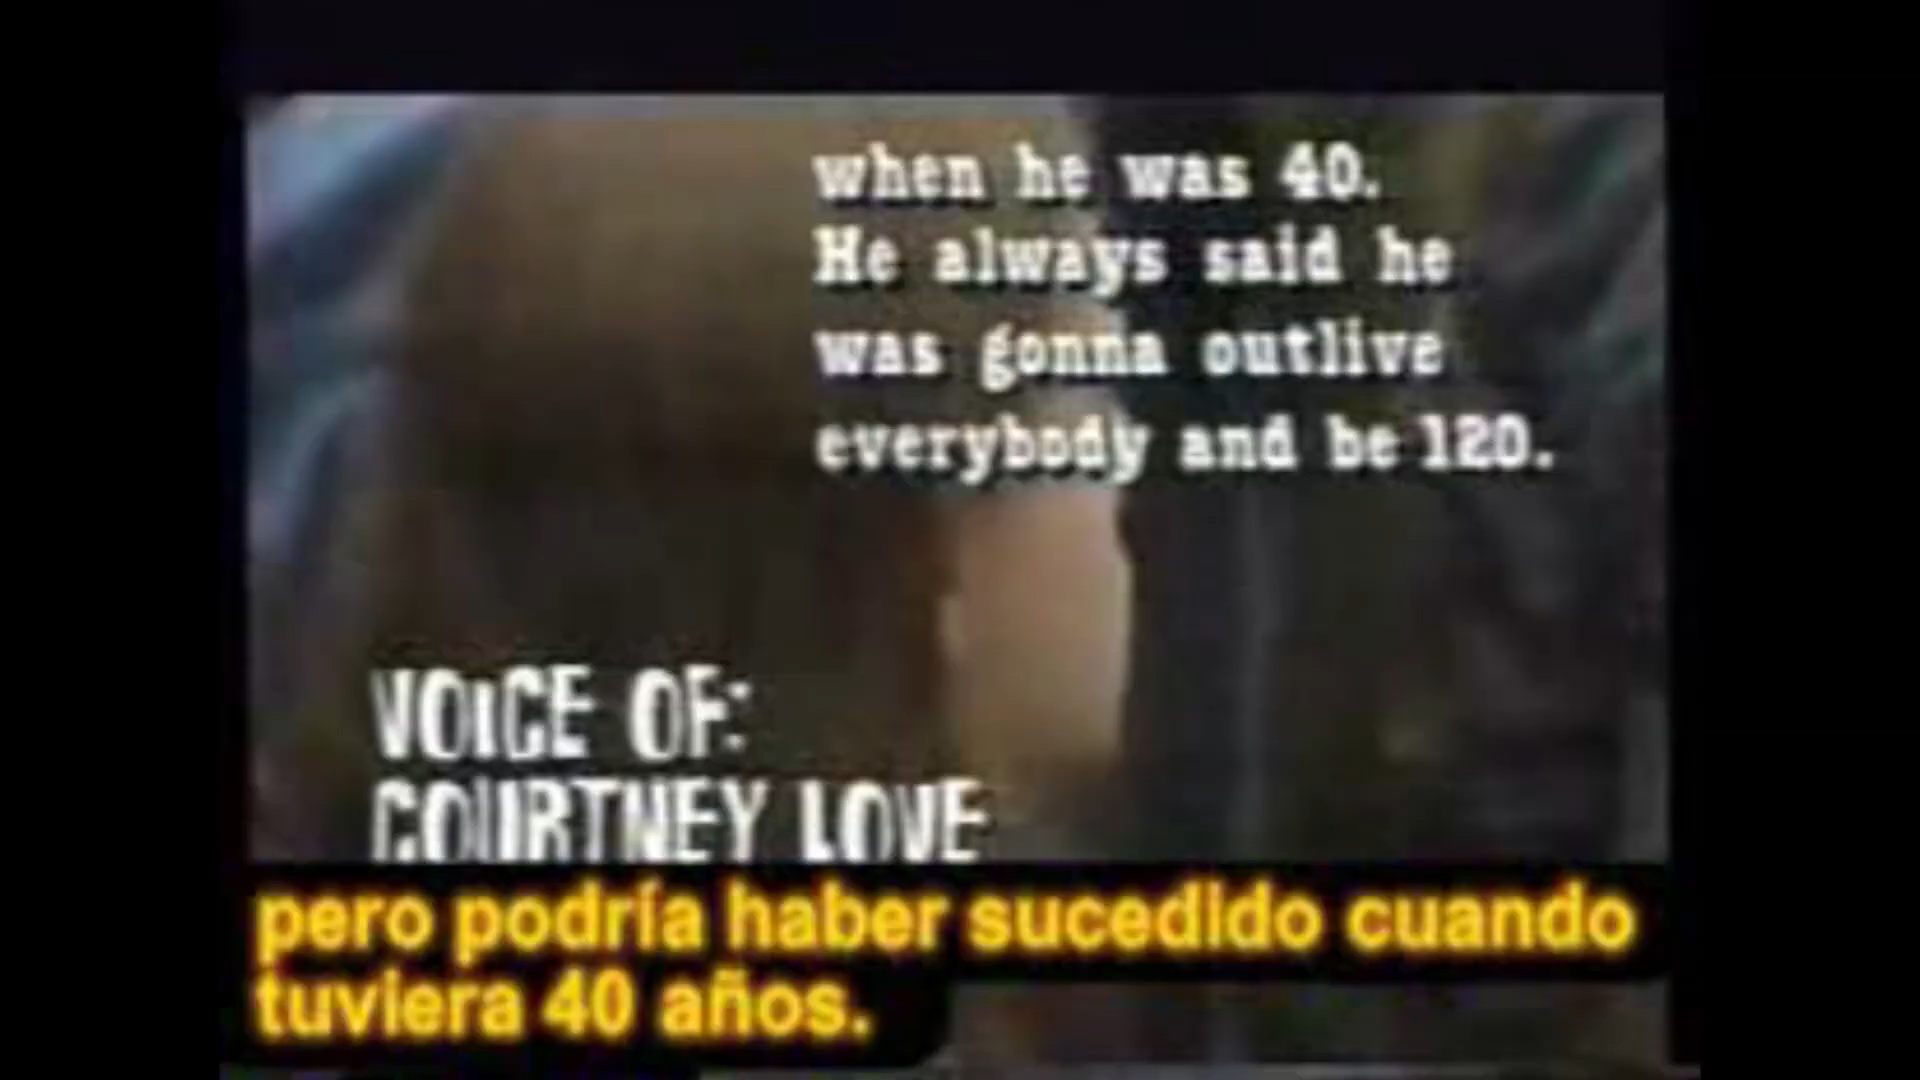 when he was 40.
He always said he
was gonna outlive
everybody and be 120.
VOICE OF:
COURTNEY LOVE
pero podría haber sucedido cuando
tuviera 40 años.